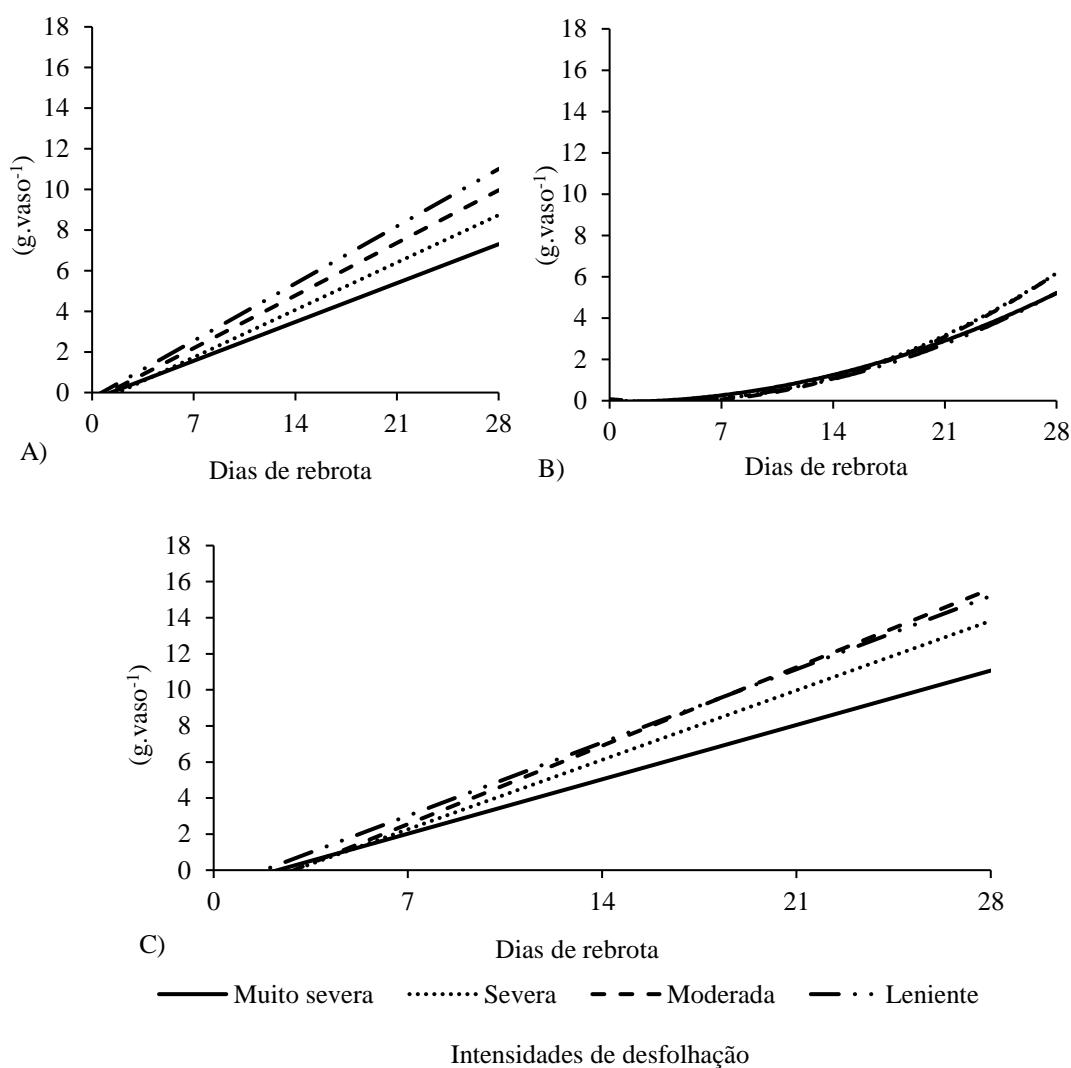 18
16
14
12
10
8
6
4
2
0
(g.vaso-1)
0 7 14 21 28
A)
Dias de rebrota
18
16
14
12
10
8
6
4
2
0
(g.vaso-1)
0 7 14 21 28
B)
Dias de rebrota
18
16
14
12
10
8
6
4
2
0
(g.vaso-1)
0 7 14 21 28
C)
Dias de rebrota
Muito severa Severa Moderada Leniente
Intensidades de desfolhação